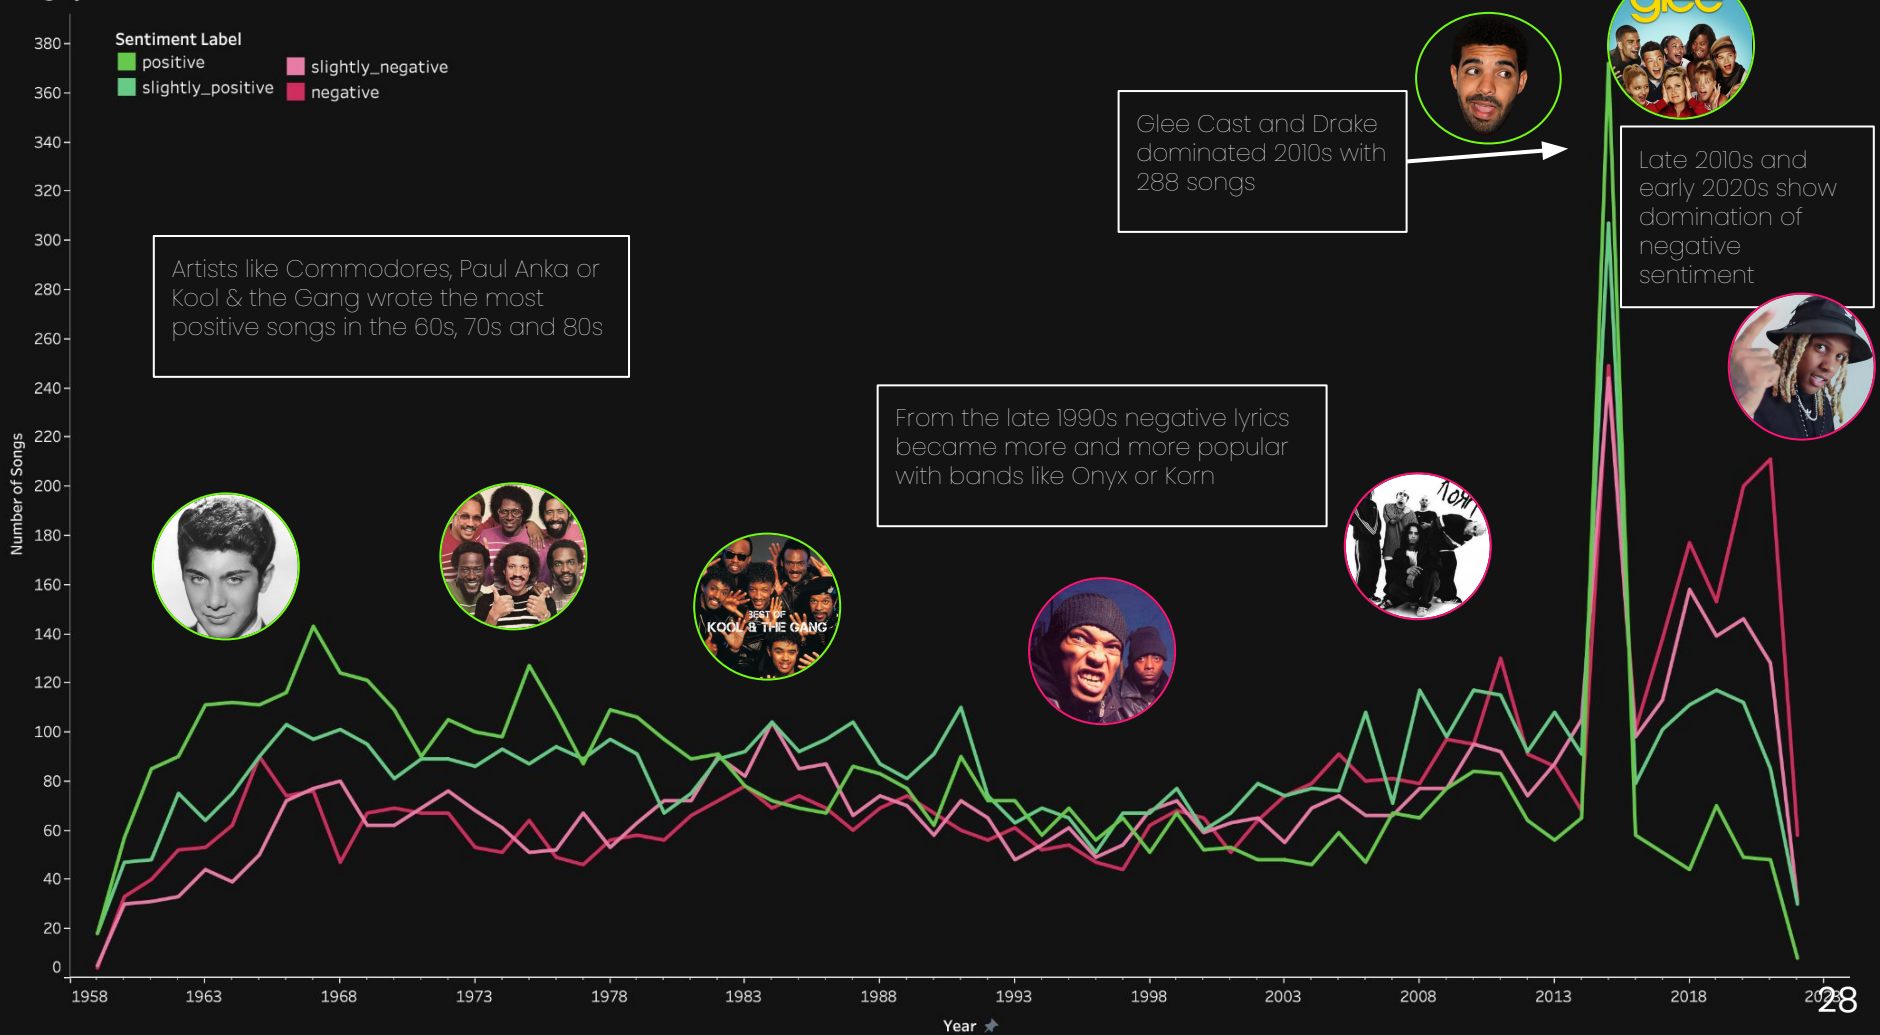 glee
Sentiment Label
positive
slightly_negative
slightly_positive
negative
Glee Cast and Drake
dominated 2010s with
288 songs
Late 2010s and
early 2020s show
domination of
negative
sentiment
Artists like Commodores, Paul Anka or
Kool & the Gang wrote the most
positive songs in the 60s, 70s and 80s
From the late 1990s negative lyrics
became more and more popular
with bands like Onyx or Korn
KoЯn
BEST OF
KOOL & THE GANG
Number of Songs
380
360
340
320
300
280
260
240
220
200
180
160
140
120
100
80
60
40
20
0
1958 1963 1968 1973 1978 1983 1988 1993 1998 2003 2008 2013 2018 2023
28
Year